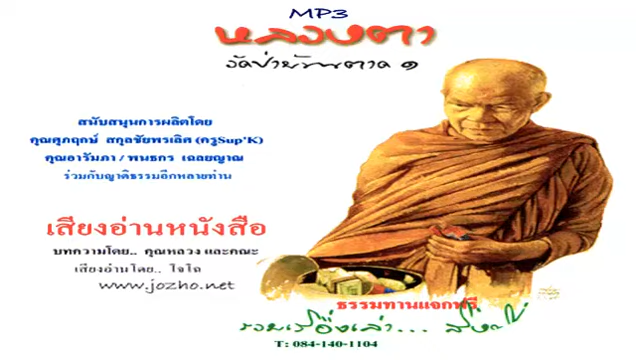 MP3
หลวงตา
วัดป่าบ้านตาด ๑
สนับสนุนการผลิตโดย
คุณศุภฤกษ์ สกุลชัยพรเลิศ (ครูSup'K)
คุณอารัมภา / พนธกร เฉลยญาณ
ร่วมกับญาติธรรมอีกหลายท่าน
เสียงอ่านหนังสือ
บทความโดย.. คุณหลวง และคณะ
เสียงอ่านโดย.. โจโฉ
www.jozho.net
ธรรมทานแจกฟรี
รวมเรื่องเล่า...
T: 084-140-1104